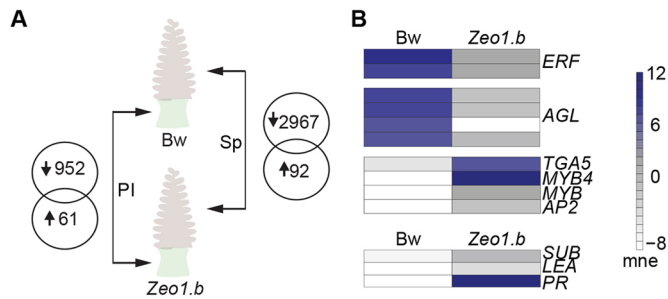 A
Bw
Sp
↓2967
↑92
↓952
↑61
PI
Zeo1.b
B
Bw Zeo1.b
ERF
AGL
TGA5
MYB4
MYB
AP2
Bw Zeo1.b
SUB
LEA
PR
12
6
0
−8
mne